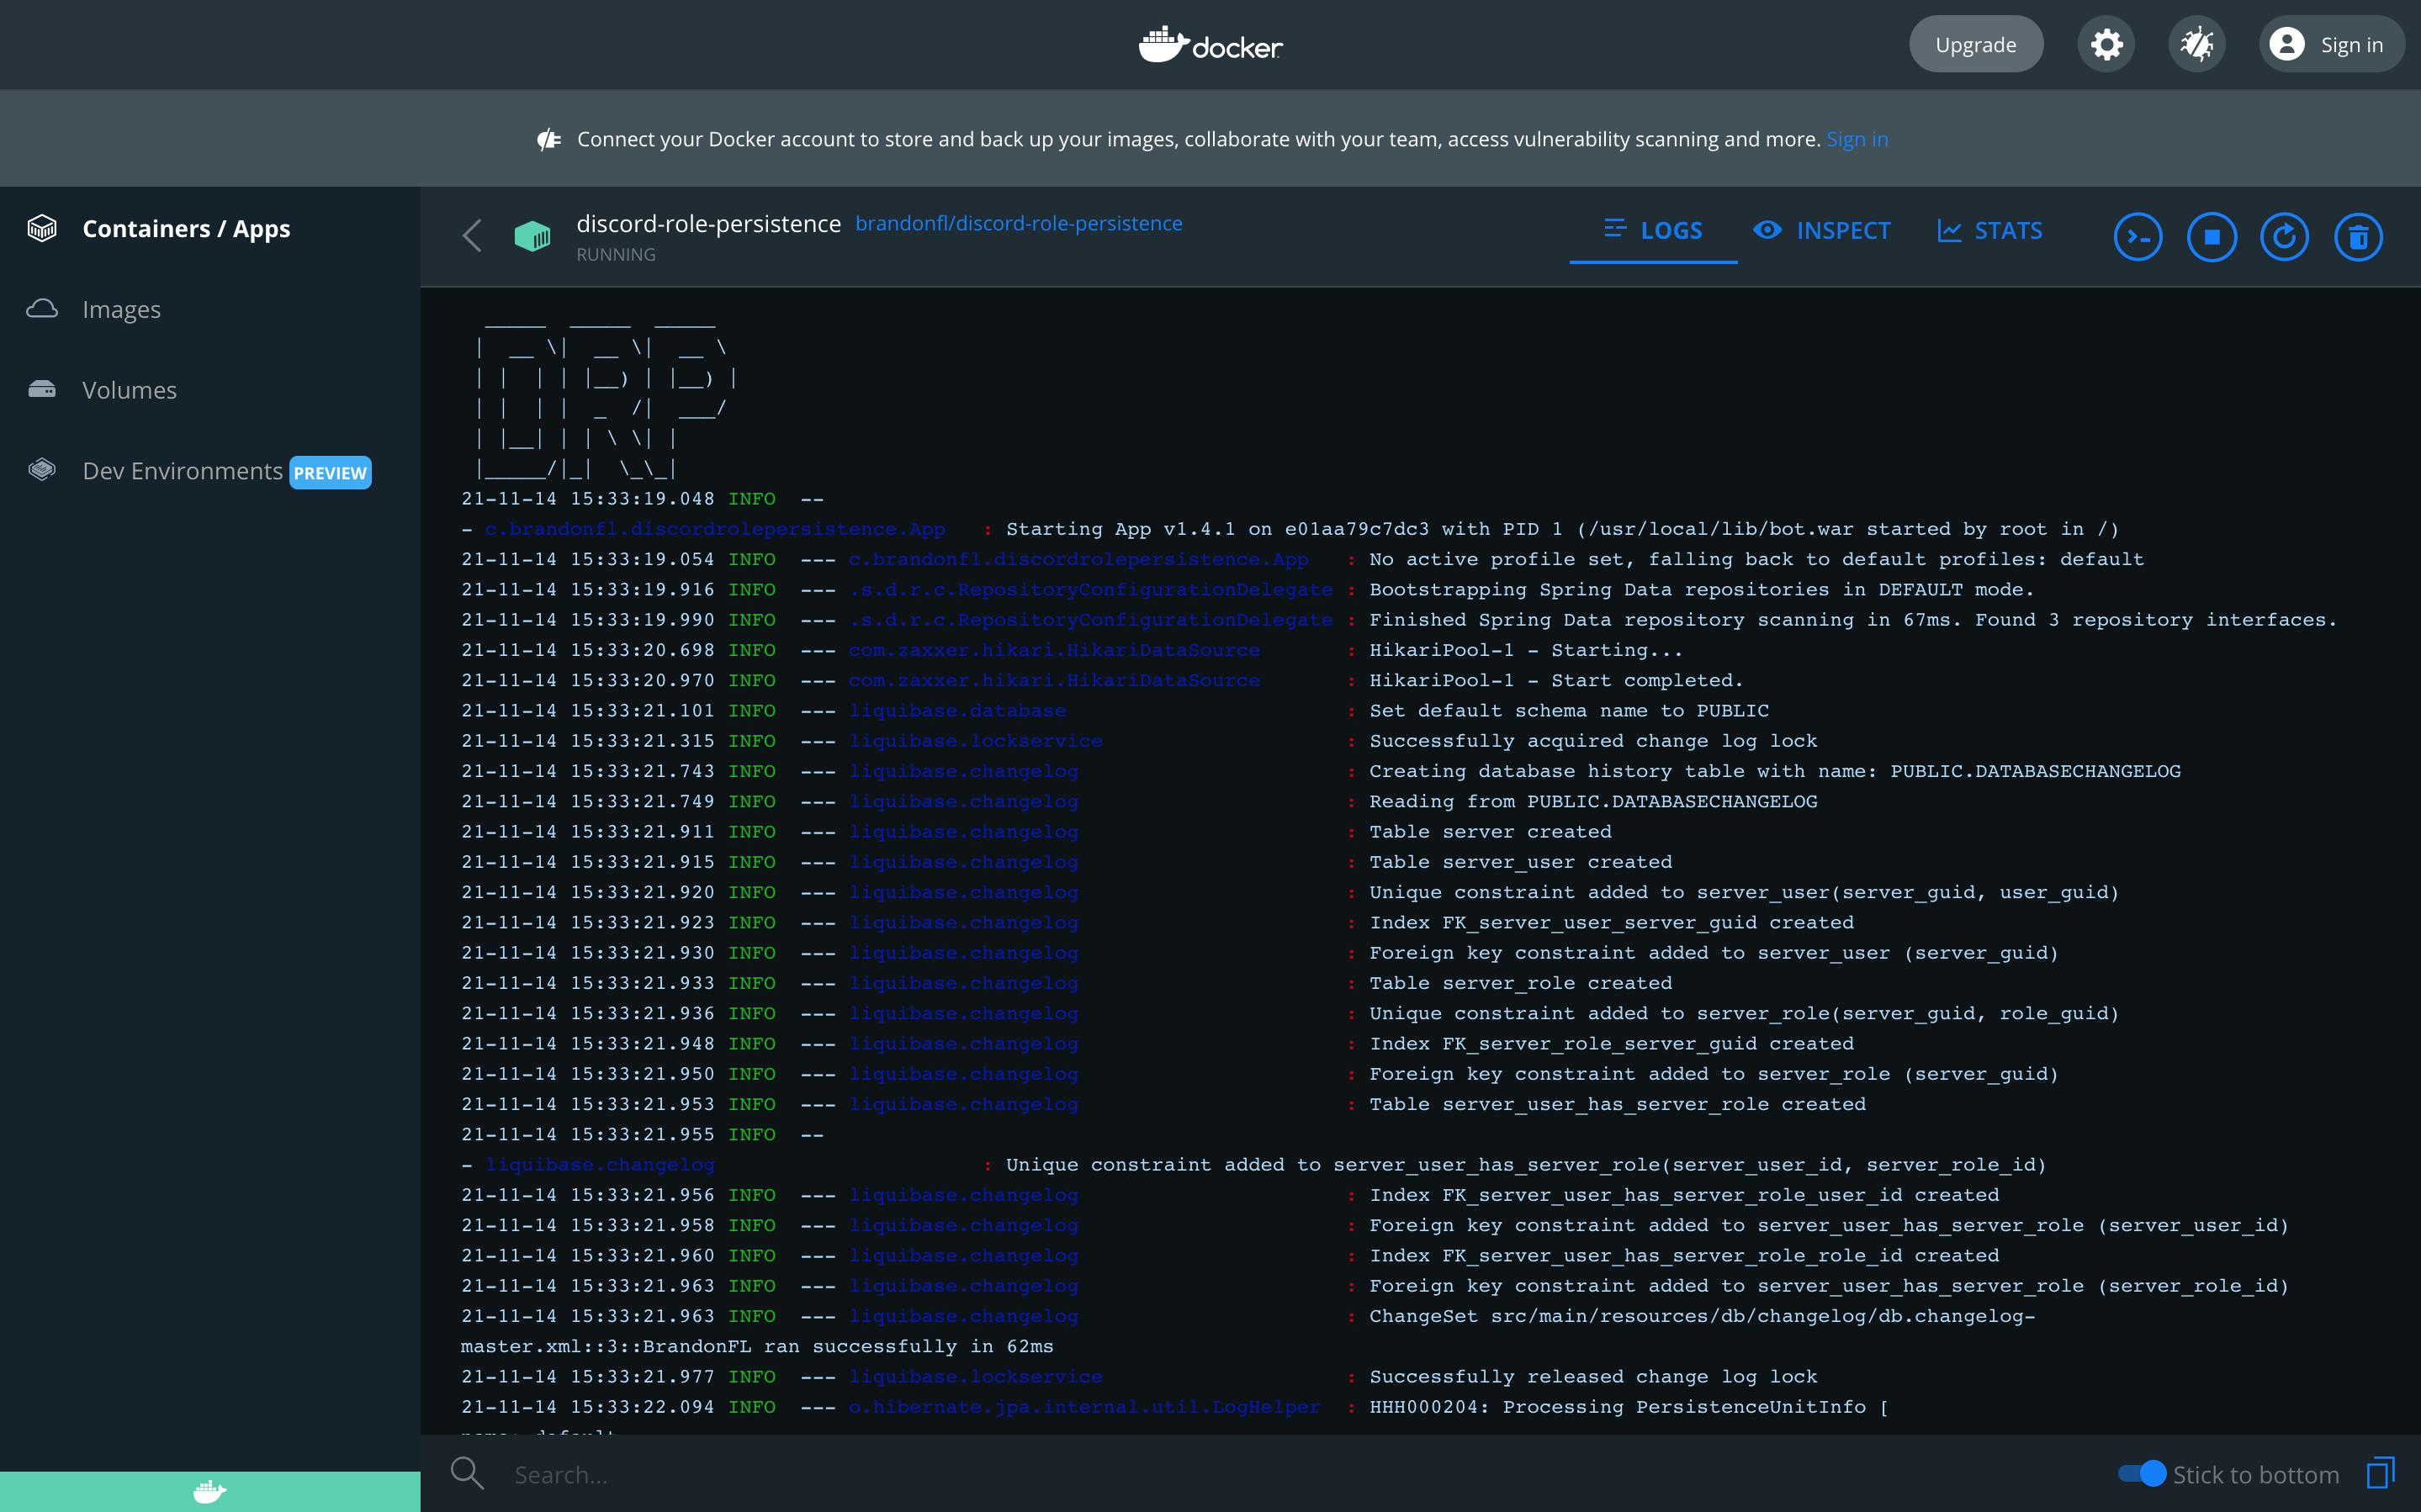 docker
Upgrade
Sign in
Connect your Docker account to store and back up your images, collaborate with your team, access vulnerability scanning and more. Sign in
Containers / Apps
Images
Volumes
Dev Environments PREVIEW
discord-role-persistence brandonfl/discord-role-persistence
RUNNING
LOGS INSPECT STATS
  _____  _____  _____
 |  __ \|  __ \|  __ \
 | |  | | |__) | |__) |
 | |  | |  _  /|  ___/
 | |__| | | \ \| |
 |_____/|_|  \_\_|
21-11-14 15:33:19.048 INFO  --
- c.brandonfl.discordrolepersistence.App   : Starting App v1.4.1 on e01aa79c7dc3 with PID 1 (/usr/local/lib/bot.war started by root in /)
21-11-14 15:33:19.054 INFO  --- c.brandonfl.discordrolepersistence.App   : No active profile set, falling back to default profiles: default
21-11-14 15:33:19.916 INFO  --- .s.d.r.c.RepositoryConfigurationDelegate : Bootstrapping Spring Data repositories in DEFAULT mode.
21-11-14 15:33:19.990 INFO  --- .s.d.r.c.RepositoryConfigurationDelegate : Finished Spring Data repository scanning in 67ms. Found 3 repository interfaces.
21-11-14 15:33:20.698 INFO  --- com.zaxxer.hikari.HikariDataSource       : HikariPool-1 - Starting...
21-11-14 15:33:20.970 INFO  --- com.zaxxer.hikari.HikariDataSource       : HikariPool-1 - Start completed.
21-11-14 15:33:21.101 INFO  --- liquibase.database                       : Set default schema name to PUBLIC
21-11-14 15:33:21.315 INFO  --- liquibase.lockservice                    : Successfully acquired change log lock
21-11-14 15:33:21.743 INFO  --- liquibase.changelog                      : Creating database history table with name: PUBLIC.DATABASECHANGELOG
21-11-14 15:33:21.749 INFO  --- liquibase.changelog                      : Reading from PUBLIC.DATABASECHANGELOG
21-11-14 15:33:21.911 INFO  --- liquibase.changelog                      : Table server created
21-11-14 15:33:21.915 INFO  --- liquibase.changelog                      : Table server_user created
21-11-14 15:33:21.920 INFO  --- liquibase.changelog                      : Unique constraint added to server_user(server_guid, user_guid)
21-11-14 15:33:21.923 INFO  --- liquibase.changelog                      : Index FK_server_user_server_guid created
21-11-14 15:33:21.930 INFO  --- liquibase.changelog                      : Foreign key constraint added to server_user (server_guid)
21-11-14 15:33:21.933 INFO  --- liquibase.changelog                      : Table server_role created
21-11-14 15:33:21.936 INFO  --- liquibase.changelog                      : Unique constraint added to server_role(server_guid, role_guid)
21-11-14 15:33:21.948 INFO  --- liquibase.changelog                      : Index FK_server_role_server_guid created
21-11-14 15:33:21.950 INFO  --- liquibase.changelog                      : Foreign key constraint added to server_role (server_guid)
21-11-14 15:33:21.953 INFO  --- liquibase.changelog                      : Table server_user_has_server_role created
21-11-14 15:33:21.955 INFO  --
- liquibase.changelog                      : Unique constraint added to server_user_has_server_role(server_user_id, server_role_id)
21-11-14 15:33:21.956 INFO  --- liquibase.changelog                      : Index FK_server_user_has_server_role_user_id created
21-11-14 15:33:21.958 INFO  --- liquibase.changelog                      : Foreign key constraint added to server_user_has_server_role (server_user_id)
21-11-14 15:33:21.960 INFO  --- liquibase.changelog                      : Index FK_server_user_has_server_role_role_id created
21-11-14 15:33:21.963 INFO  --- liquibase.changelog                      : Foreign key constraint added to server_user_has_server_role (server_role_id)
21-11-14 15:33:21.963 INFO  --- liquibase.changelog                      : ChangeSet src/main/resources/db/changelog/db.changelog-
master.xml::3::BrandonFL ran successfully in 62ms
21-11-14 15:33:21.977 INFO  --- liquibase.lockservice                    : Successfully released change log lock
21-11-14 15:33:22.094 INFO  --- o.hibernate.jpa.internal.util.LogHelper  : HHH000204: Processing PersistenceUnitInfo [
Search...
Stick to bottom